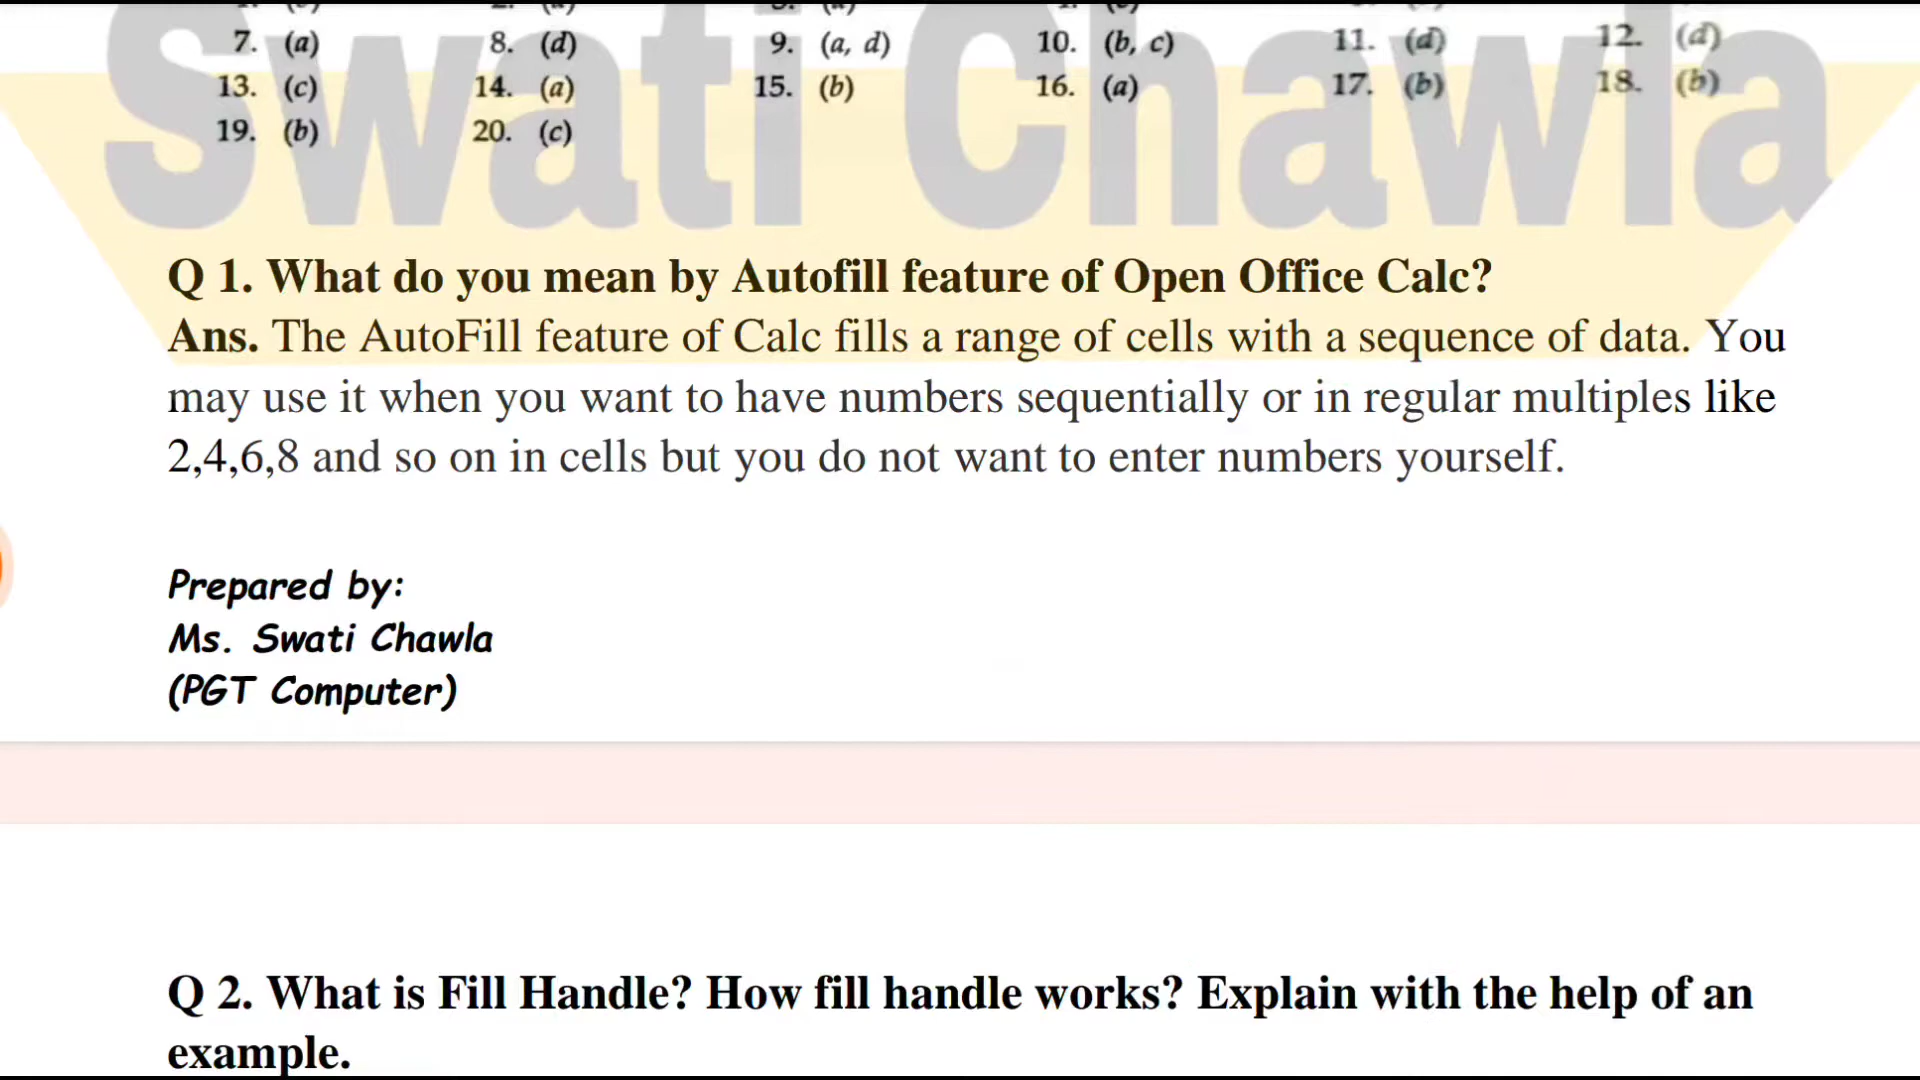 7. (a) 8. (d) 9. (a, d) 10. (b, c) 11. (d) 12. (d)
13. (c) 14. (a) 15. (b) 16. (a) 17. (b) 18. (b)
19. (b) 20. (c)
Swati Chawla
Q 1. What do you mean by Autofill feature of Open Office Calc?
Ans. The AutoFill feature of Calc fills a range of cells with a sequence of data. You
may use it when you want to have numbers sequentially or in regular multiples like
2,4,6,8 and so on in cells but you do not want to enter numbers yourself.
Prepared by:
Ms. Swati Chawla
(PGT Computer)
Q 2. What is Fill Handle? How fill handle works? Explain with the help of an
example.